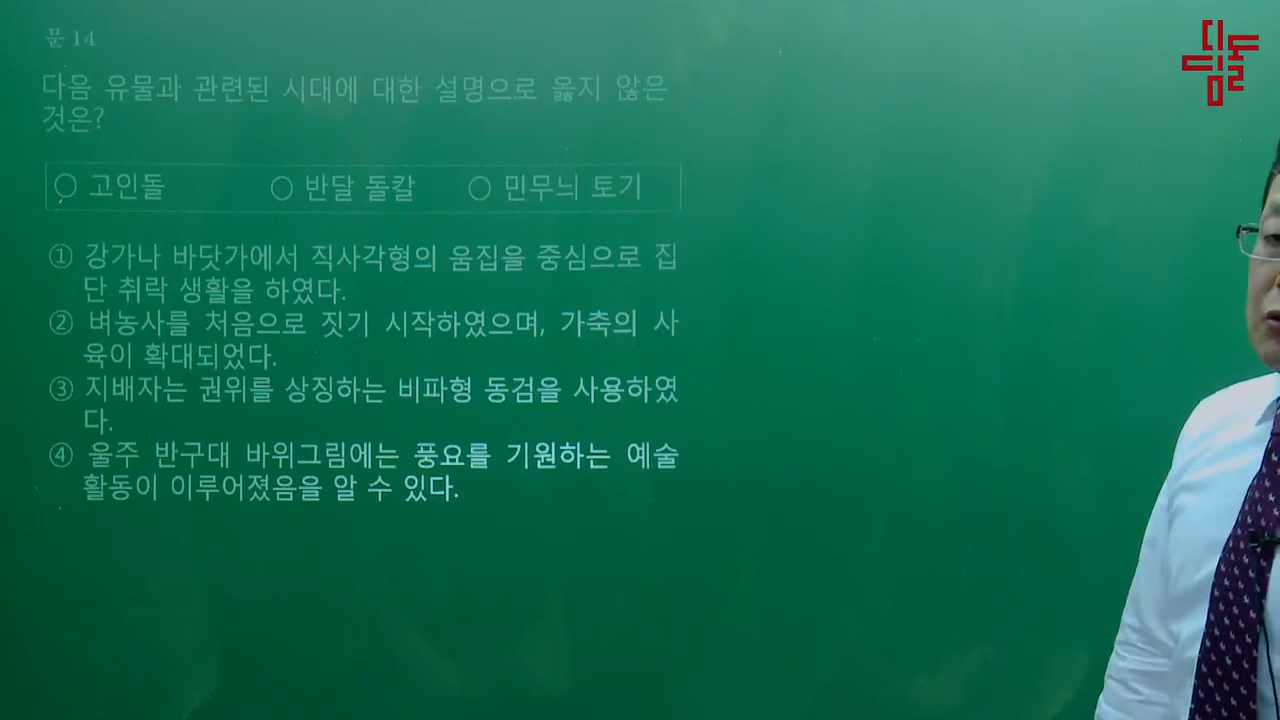 문 14
다음 유물과 관련된 시대에 대한 설명으로 옳지 않은
것은?
○ 고인돌 ○ 반달 돌칼 ○ 민무늬 토기
① 강가나 바닷가에서 직사각형의 움집을 중심으로 집
단 취락 생활을 하였다.
② 벼농사를 처음으로 짓기 시작하였으며, 가축의 사
육이 확대되었다.
③ 지배자는 권위를 상징하는 비파형 동검을 사용하였
다.
④ 울주 반구대 바위그림에는 풍요를 기원하는 예술
활동이 이루어졌음을 알 수 있다.